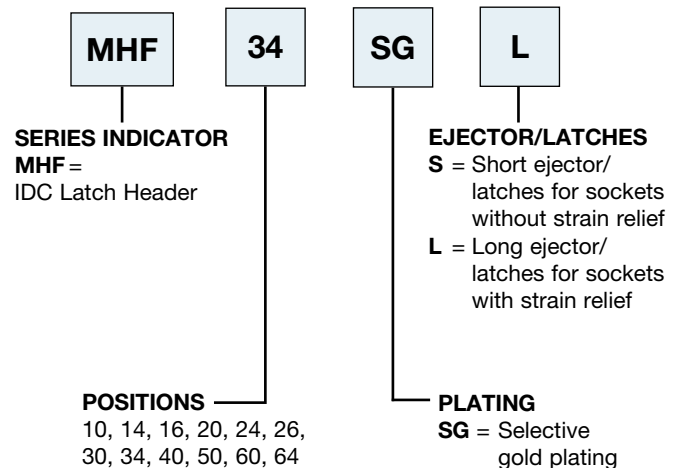 MHF 34 SG L
SERIES INDICATOR
MHF =
IDC Latch Header
EJECTOR/LATCHES
S = Short ejector/
latches for sockets
without strain relief
L = Long ejector/
latches for sockets
with strain relief
POSITIONS
10, 14, 16, 20, 24, 26,
30, 34, 40, 50, 60, 64
PLATING
SG = Selective
gold plating